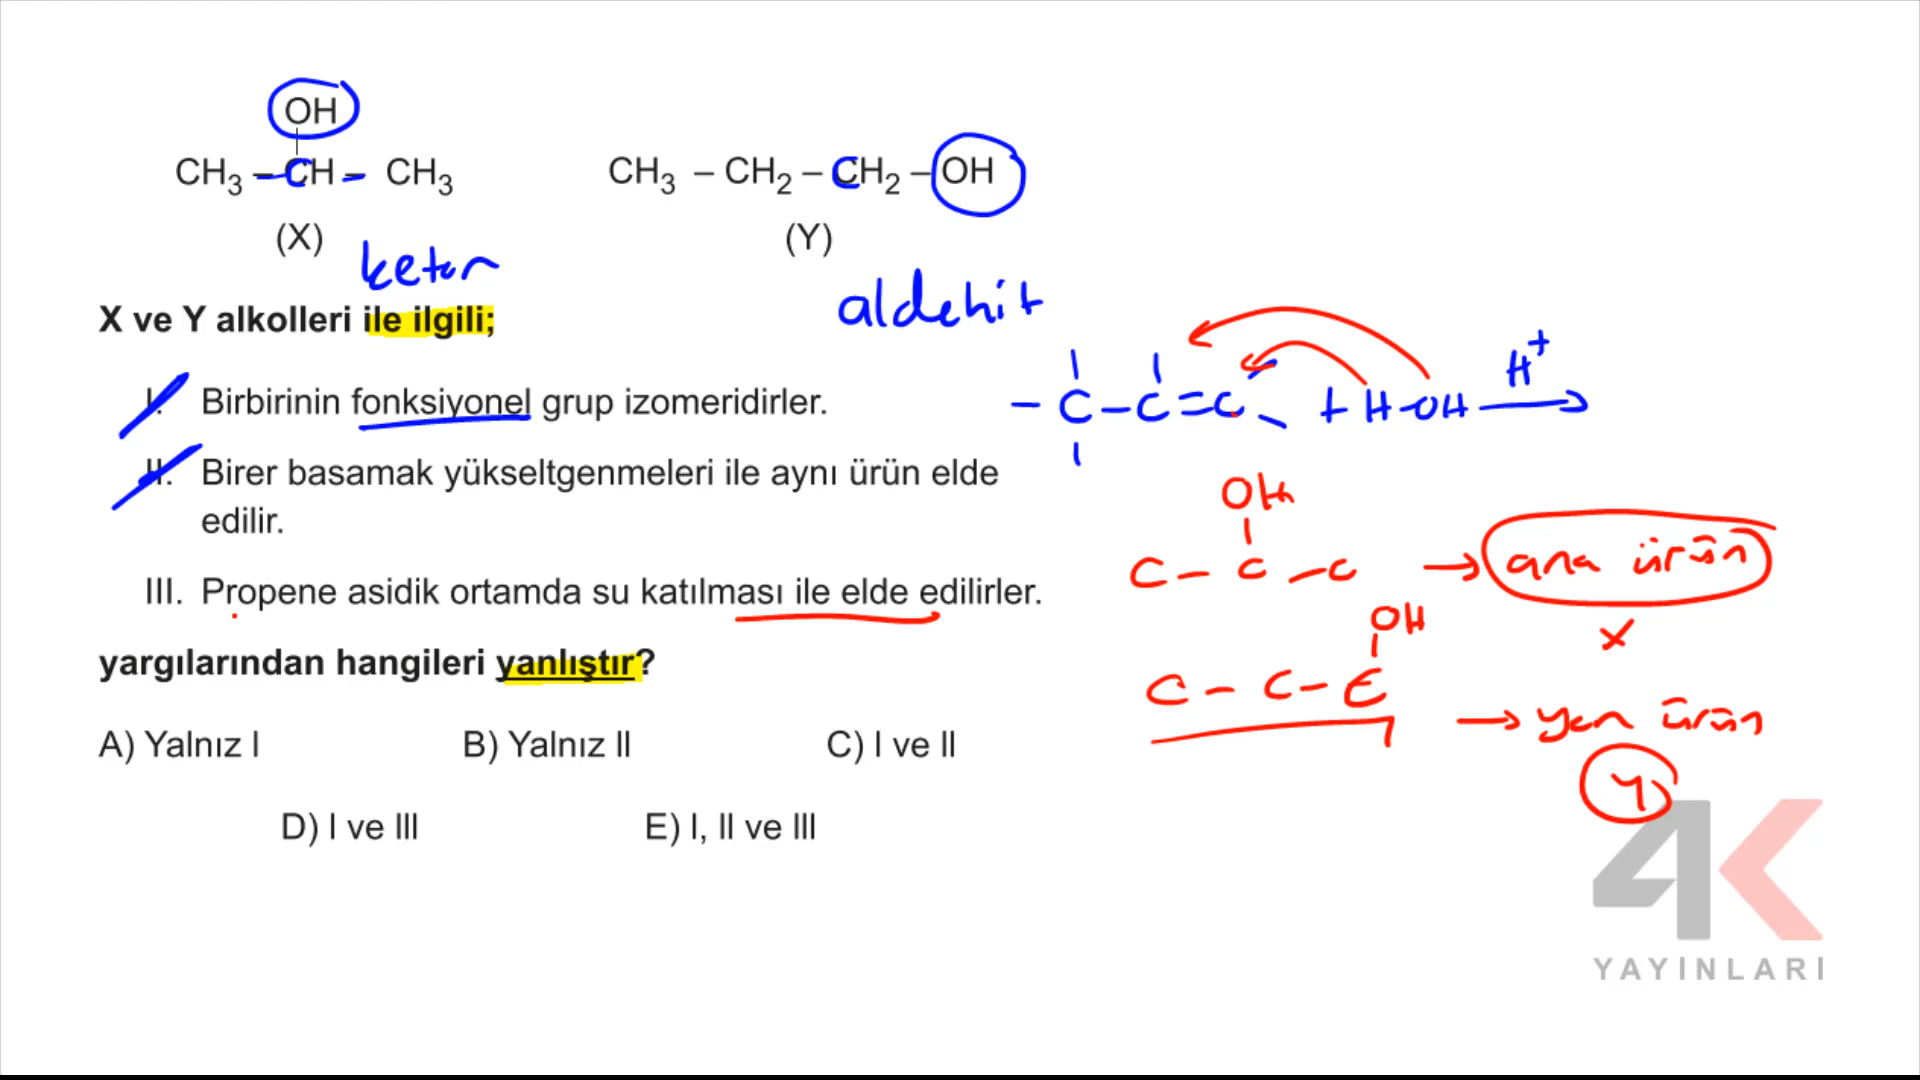 OH
CH3 – CH – CH3
CH3 – CH2 – CH2 – OH
(X)
(Y)
keton
aldehit
X ve Y alkolleri ile ilgili;
I. Birbirinin fonksiyonel grup izomeridirler.
– C – C = C + H – OH H+ →
II. Birer basamak yükseltgenmeleri ile aynı ürün elde
edilir.
OH
C – C – C → ana ürün
III. Propene asidik ortamda su katılması ile elde edilirler.
X
OH
C – C – C → yan ürün
Y
yargılarından hangileri yanlıştır?
A) Yalnız I
B) Yalnız II
C) I ve II
D) I ve III
E) I, II ve III
4K
YAYINLARI